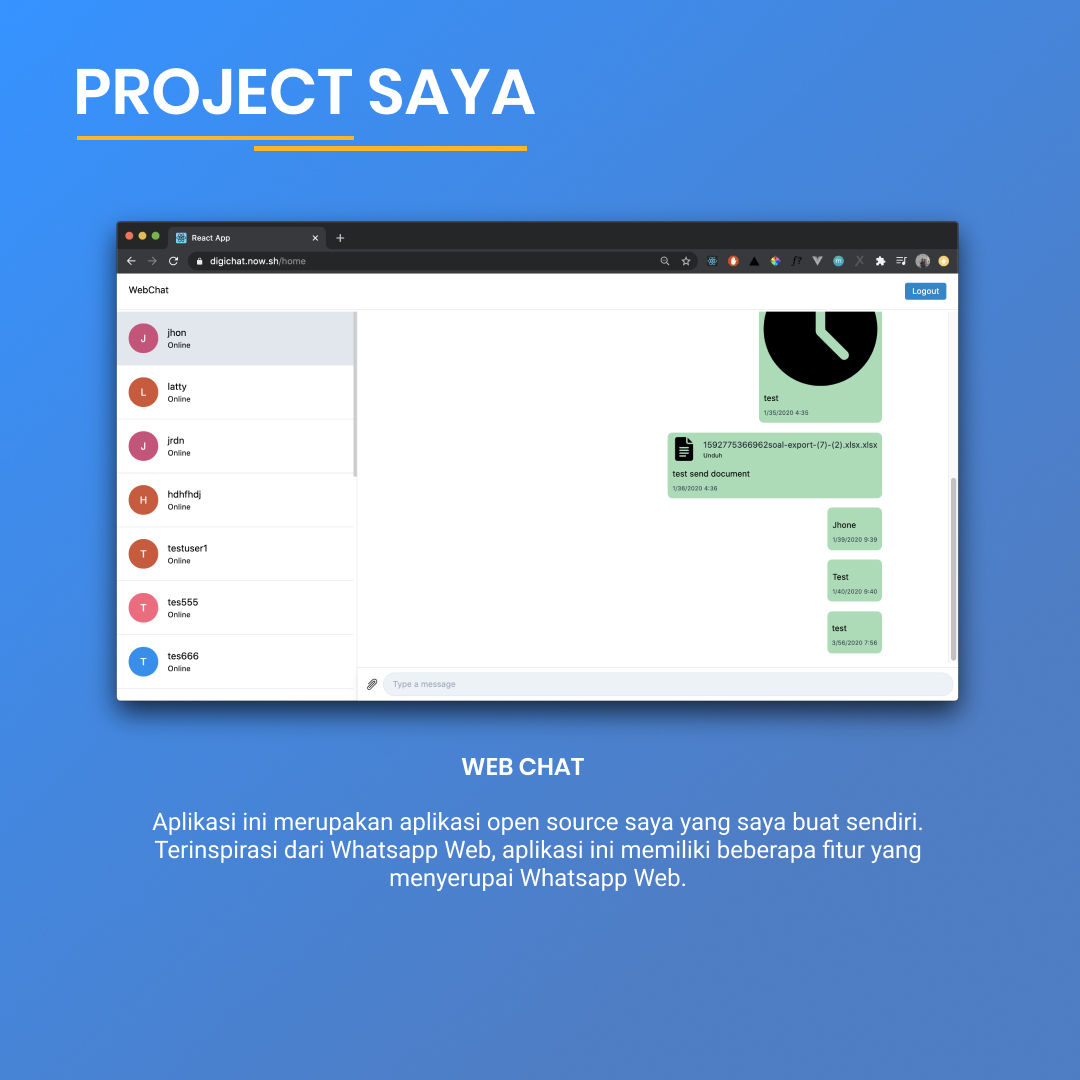 PROJECT SAYA
React App
digichat.now.sh/home
WebChat
Logout
J
jhon
Online
L
latty
Online
J
jrdn
Online
H
hdhfhdj
Online
T
testuser1
Online
T
tes555
Online
T
tes666
Online
test
1/35/2020 4:35
1592775366962soal-export-(7)-(2).xlsx.xlsx
Unduh
test send document
1/36/2020 4:36
Jhone
1/39/2020 9:39
Test
1/40/2020 9:40
test
3/56/2020 7:56
Type a message
WEB CHAT
Aplikasi ini merupakan aplikasi open source saya yang saya buat sendiri.
Terinspirasi dari Whatsapp Web, aplikasi ini memiliki beberapa fitur yang
menyerupai Whatsapp Web.